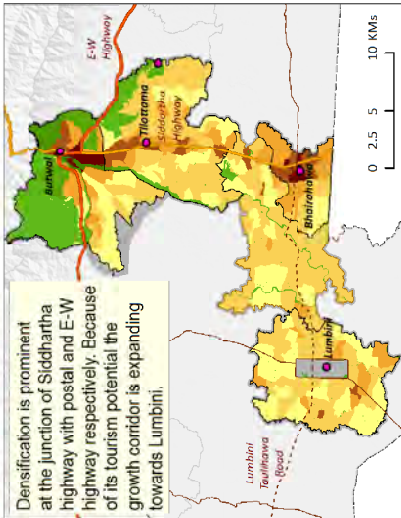 Densification is prominent
at the junction of Siddhartha
highway with postal and E-W
highway respectively. Because
of its tourism potential the
growth corridor is expanding
towards Lumbini.
E-W
Highway
Butwal
Tilottama
Siddartha
Highway
Bhairahawa
Lumbini
Lumbini
Taulihawa
Road
0 2.5 5 10 KMs